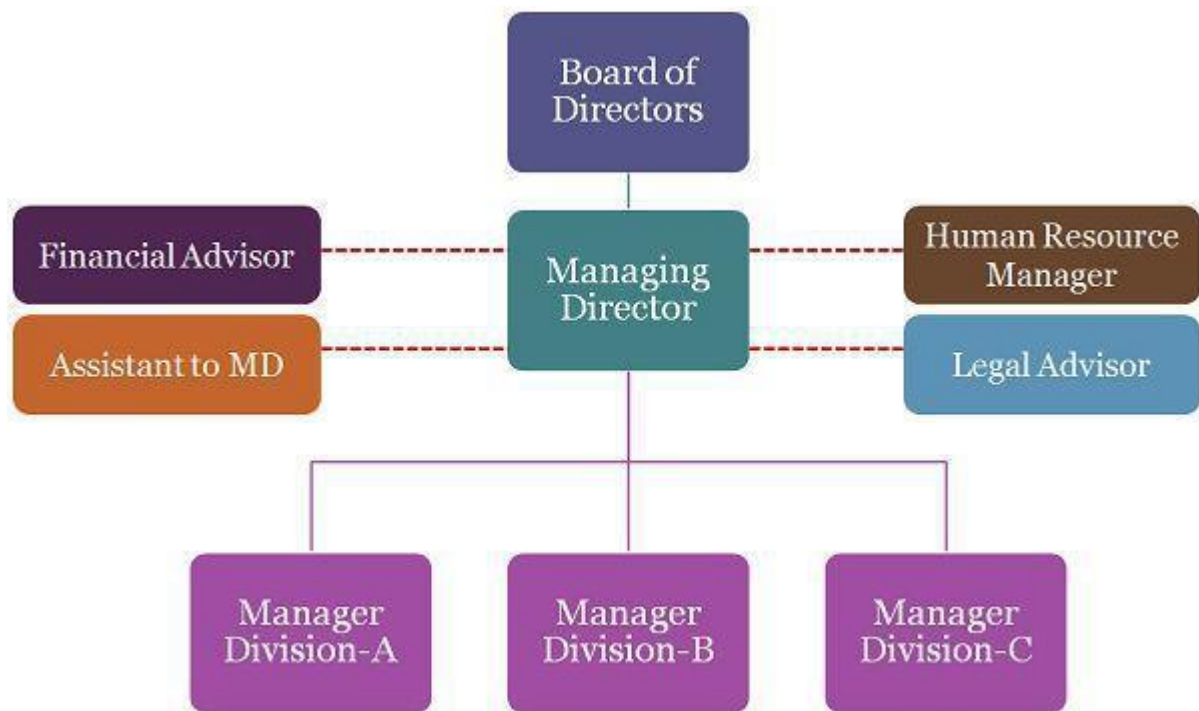 Board of
Directors
Financial Advisor
Managing
Director
Human Resource
Manager
Assistant to MD
Legal Advisor
Manager
Division-A
Manager
Division-B
Manager
Division-C